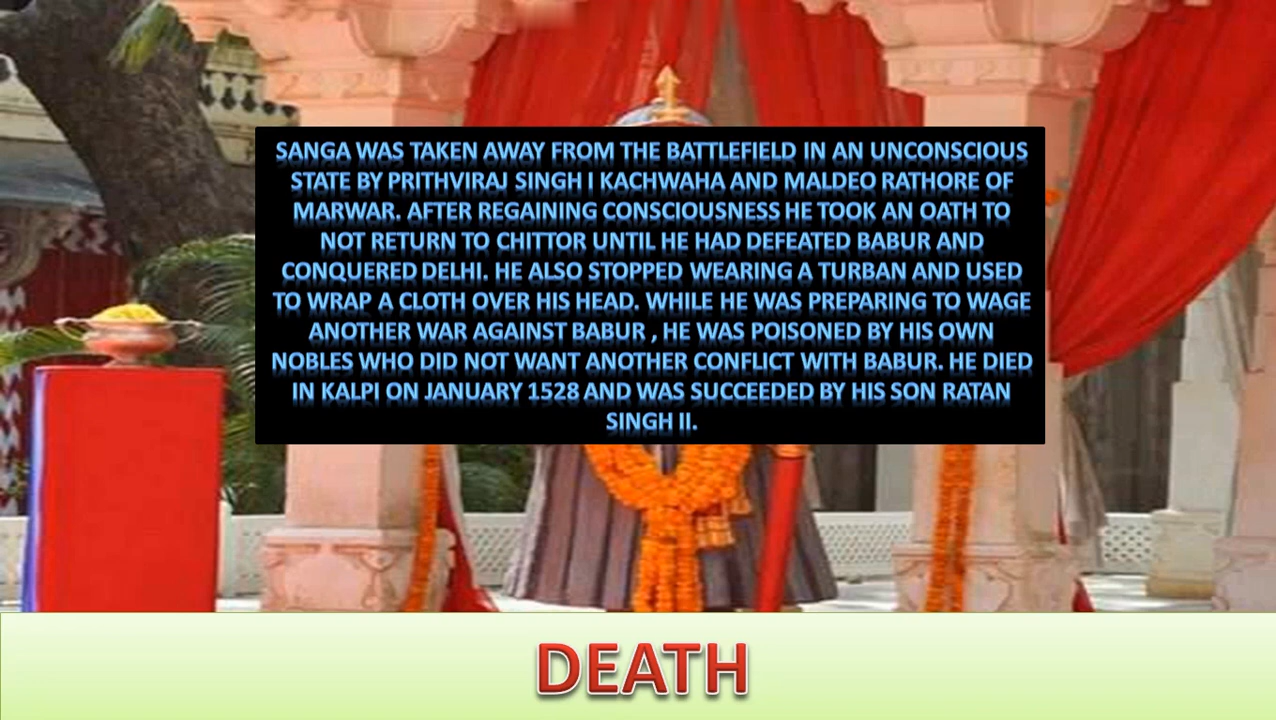 SANGA WAS TAKEN AWAY FROM THE BATTLEFIELD IN AN UNCONSCIOUS
STATE BY PRITHVIRAJ SINGH I KACHWAHA AND MALDEO RATHORE OF
MARWAR. AFTER REGAINING CONSCIOUSNESS HE TOOK AN OATH TO
NOT RETURN TO CHITTOR UNTIL HE HAD DEFEATED BABUR AND
CONQUERED DELHI. HE ALSO STOPPED WEARING A TURBAN AND USED
TO WRAP A CLOTH OVER HIS HEAD. WHILE HE WAS PREPARING TO WAGE
ANOTHER WAR AGAINST BABUR , HE WAS POISONED BY HIS OWN
NOBLES WHO DID NOT WANT ANOTHER CONFLICT WITH BABUR. HE DIED
IN KALPI ON JANUARY 1528 AND WAS SUCCEEDED BY HIS SON RATAN
SINGH II.
DEATH